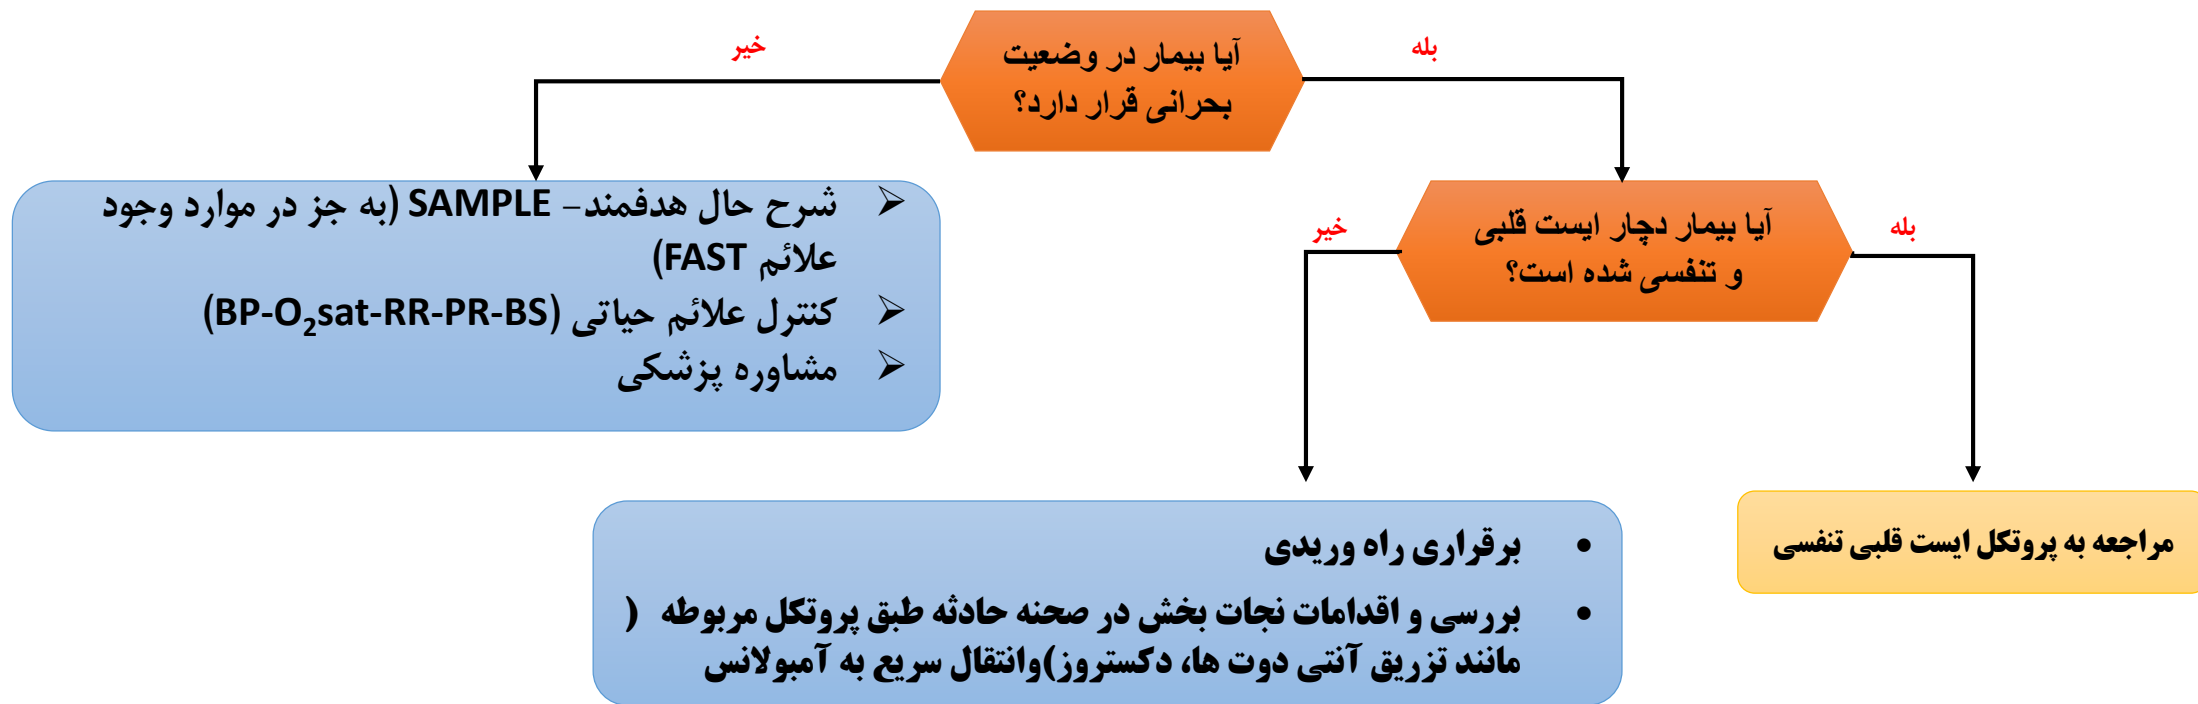 آیا بیمار در وضعیت
بحرانی قرار دارد؟
بله
خیر
آیا بیمار دچار ایست قلبی
و تنفسی شده است؟
بله
خیر
➢ شرح حال هدفمند– SAMPLE (به جز در موارد وجود
علائم FAST)
➢ کنترل علائم حیاتی (BP-O₂sat-RR-PR-BS)
➢ مشاوره پزشکی
مراجعه به پروتکل ایست قلبی تنفسی
• برقراری راه وریدی
• بررسی و اقدامات نجات بخش در صحنه حادثه طبق پروتکل مربوطه (
مانند تزریق آنتی دوت ها، دکستروز)وانتقال سریع به آمبولانس